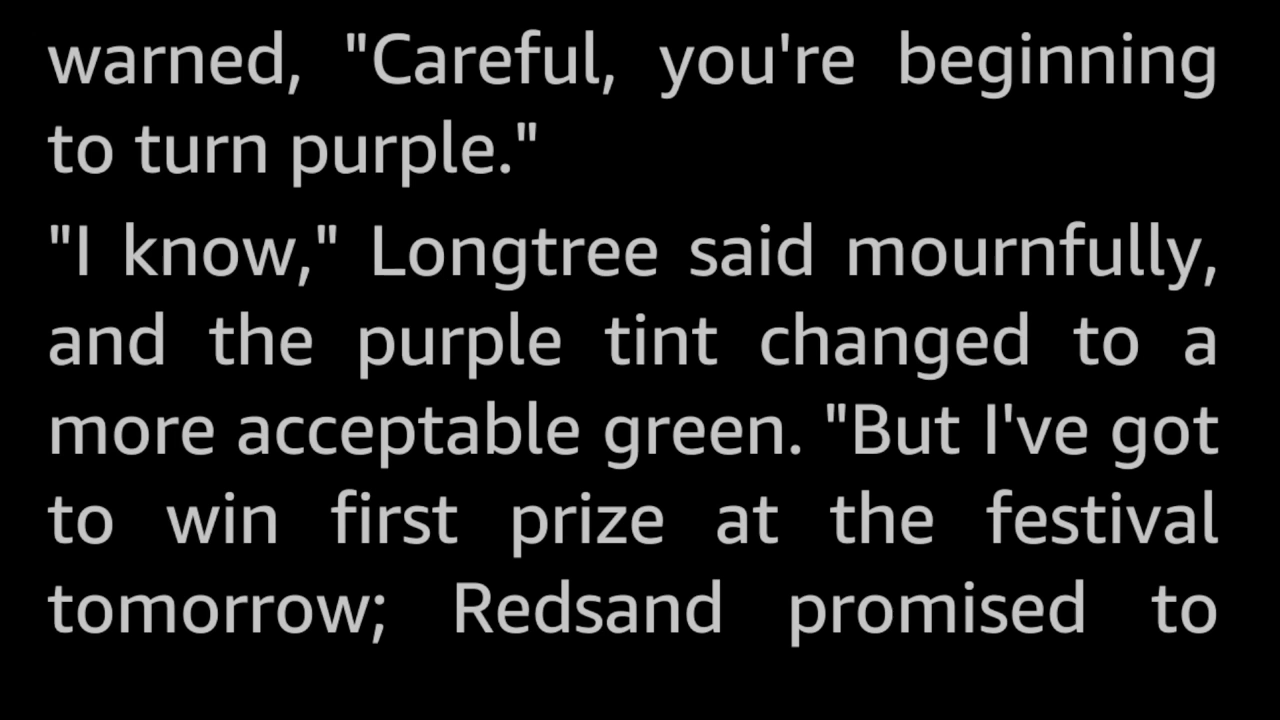 warned, "Careful, you're beginning
to turn purple."
"I know," Longtree said mournfully,
and the purple tint changed to a
more acceptable green. "But I've got
to win first prize at the festival
tomorrow; Redsand promised to